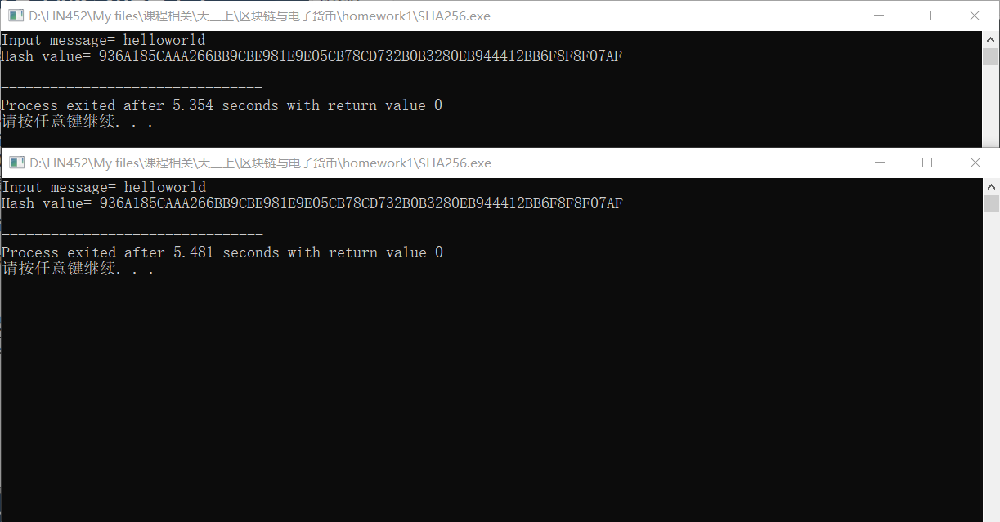 D:\LIN452\My files\课程相关\大三上\区块链与电子货币\homework1\SHA256.exe
Input message= helloworld
Hash value= 936A185CAAA266BB9CBE981E9E05CB78CD732B0B3280EB944412BB6F8F8F07AF
--------------------------------
Process exited after 5.354 seconds with return value 0
请按任意键继续. . .
D:\LIN452\My files\课程相关\大三上\区块链与电子货币\homework1\SHA256.exe
Input message= helloworld
Hash value= 936A185CAAA266BB9CBE981E9E05CB78CD732B0B3280EB944412BB6F8F8F07AF
--------------------------------
Process exited after 5.481 seconds with return value 0
请按任意键继续. . .